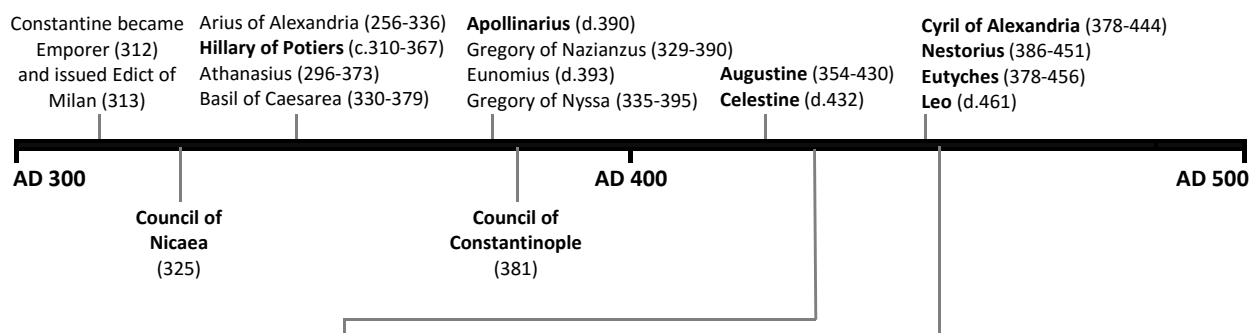 Constantine became
Emporer (312)
and issued Edict of
Milan (313)
Arius of Alexandria (256-336)
Hillary of Potiers (c.310-367)
Athanasius (296-373)
Basil of Caesarea (330-379)
Apollinarius (d.390)
Gregory of Nazianzus (329-390)
Eunomius (d.393)
Gregory of Nyssa (335-395)
Augustine (354-430)
Celestine (d.432)
Cyril of Alexandria (378-444)
Nestorius (386-451)
Eutyches (378-456)
Leo (d.461)
AD 300
AD 400
AD 500
Council of
Nicaea
(325)
Council of
Constantinople
(381)